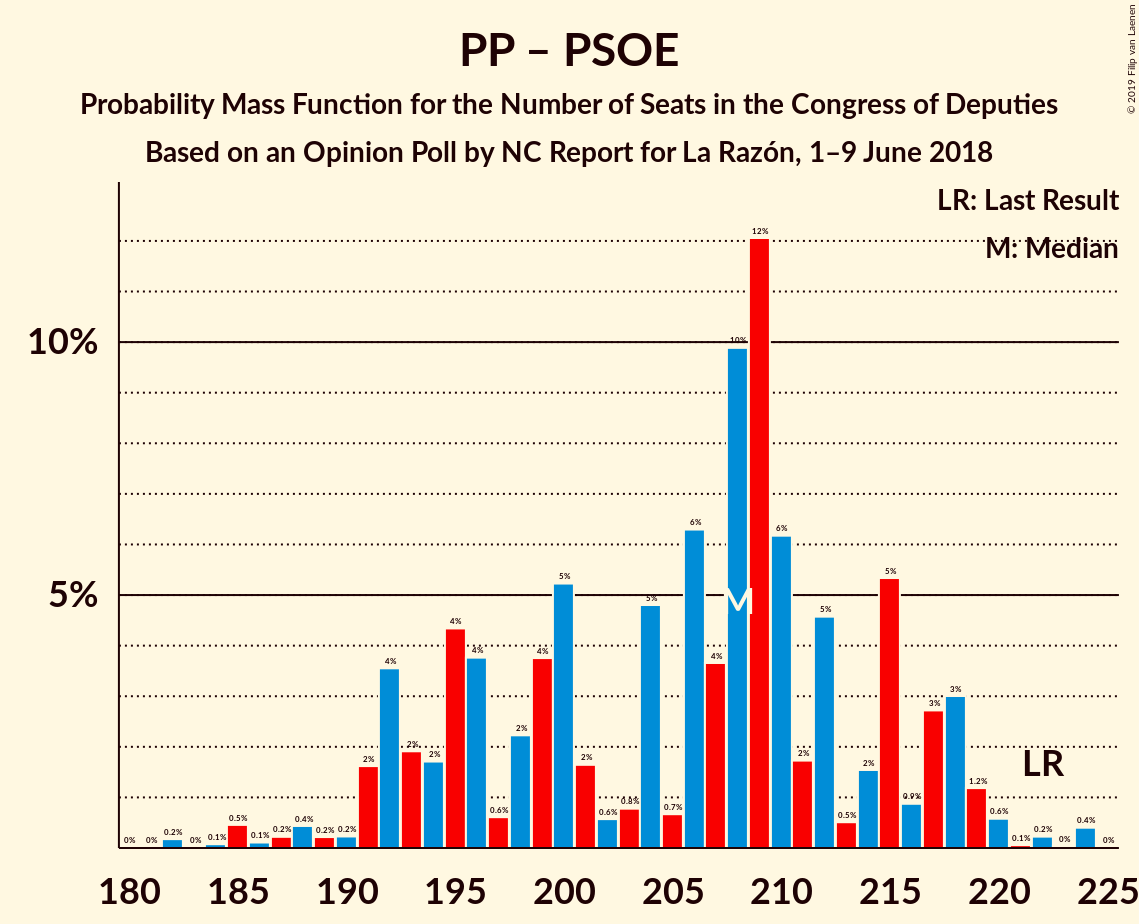 © 2019 Filip van Laenen
PP – PSOE
Probability Mass Function for the Number of Seats in the Congress of Deputies
Based on an Opinion Poll by NC Report for La Razón, 1–9 June 2018
LR: Last Result
M: Median
10%
5%
0% 0% 0.2% 0% 0.1% 0.5% 0.1% 0.2% 0.4% 0.2% 0.2% 2% 4% 2% 2% 4% 4% 0.6% 2% 4% 5% 2% 0.6% 0.8% 5% 0.7% 6% 4% 10% 12% 6% 2% 5% 0.5% 2% 5% 0.9% 3% 3% 1.2% 0.6% 0.1% 0.2% 0% 0.4% 0%
M
LR
180 185 190 195 200 205 210 215 220 225